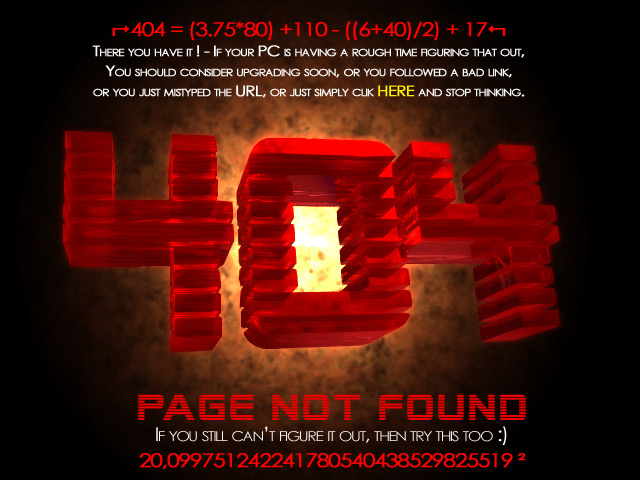 404 = (3.75*80) +110 - ((6+40)/2) + 17
There you have it ! - If your PC is having a rough time figuring that out,
You should consider upgrading soon, or you followed a bad link,
or you just mistyped the URL, or just simply clik HERE and stop thinking.
404
PAGE NOT FOUND
If you still can't figure it out, then try this too :)
20,099751242241780540438529825519 ²